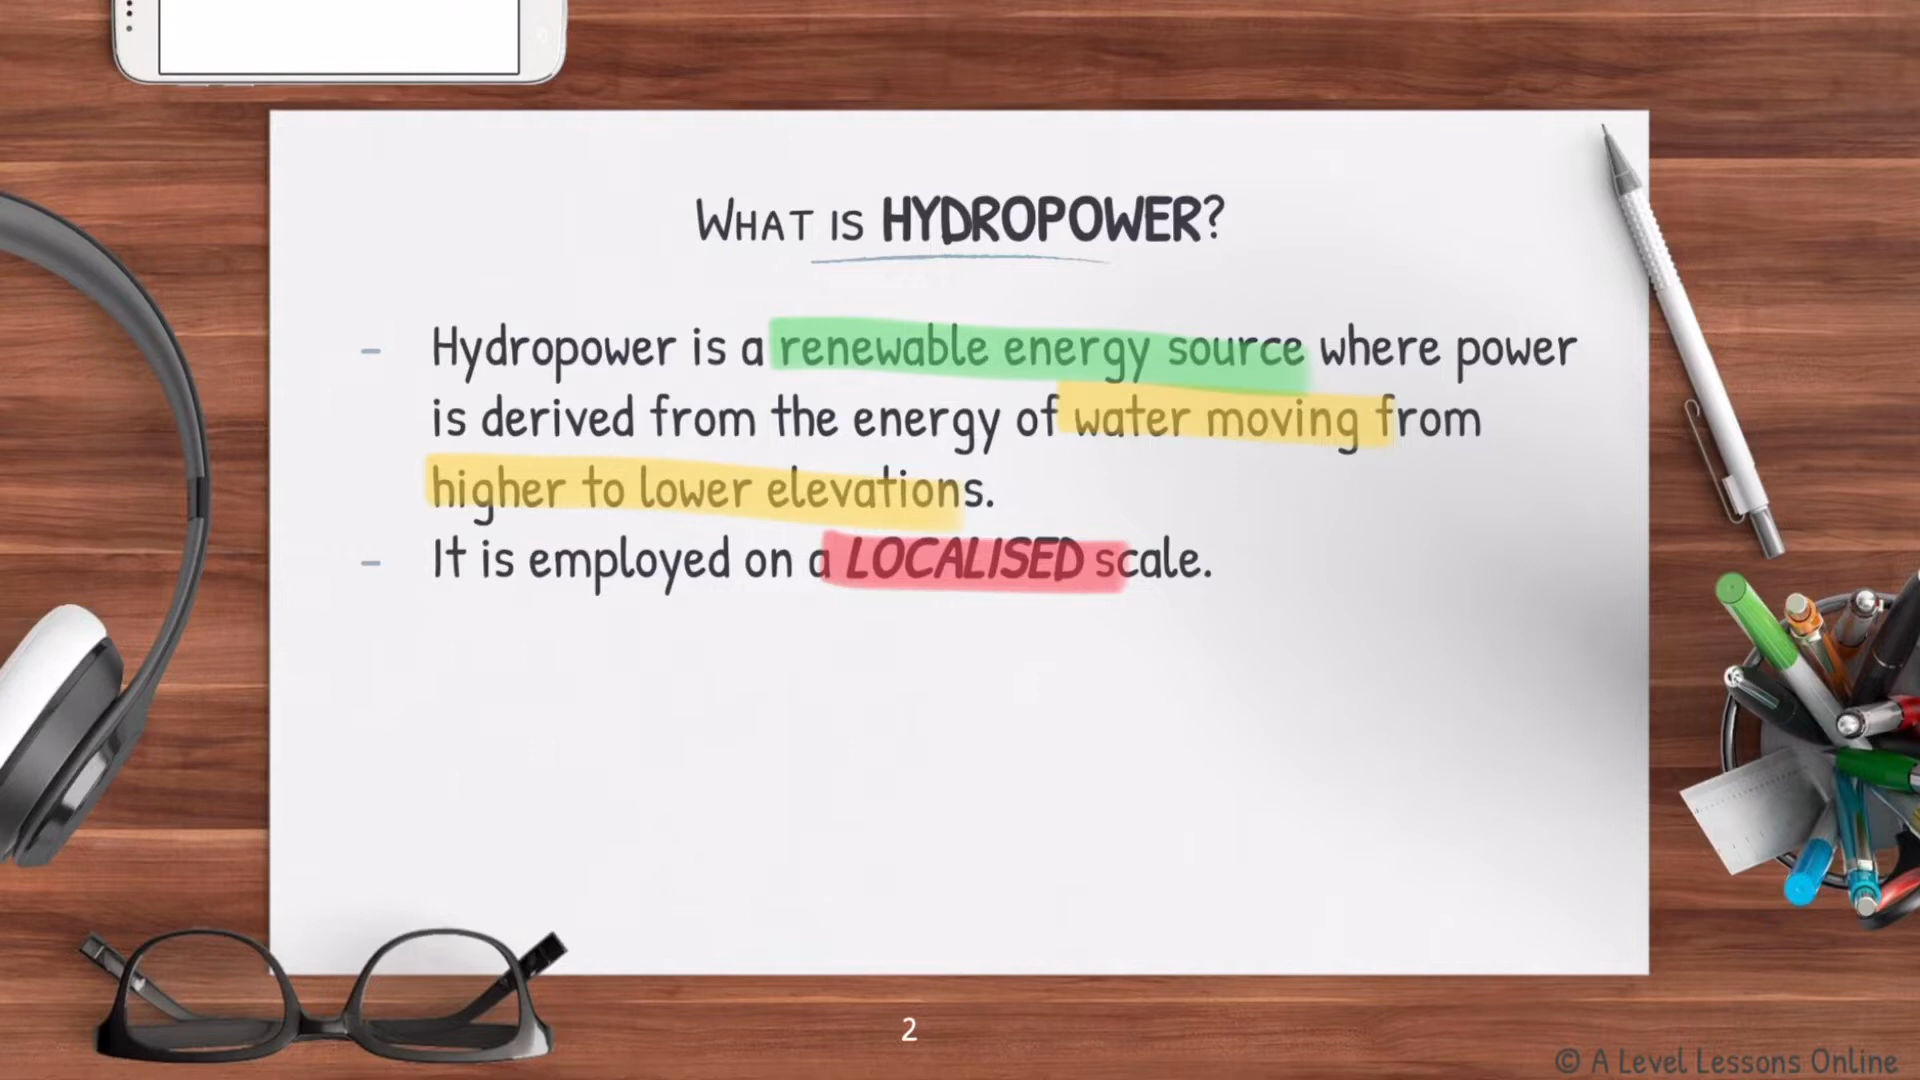 WHAT IS HYDROPOWER?
- Hydropower is a renewable energy source where power
is derived from the energy of water moving from
higher to lower elevations.
- It is employed on a LOCALISED scale.
2
© A Level Lessons Online